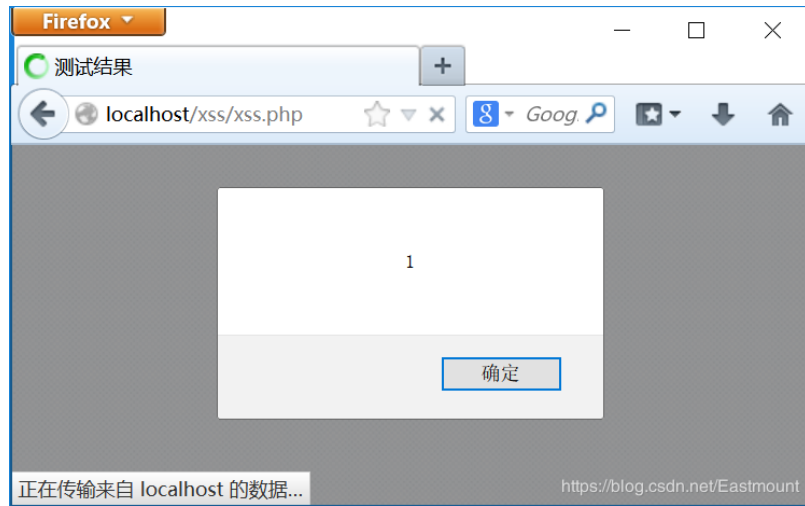 Firefox
测试结果
localhost/xss/xss.php
Goog
1
确定
正在传输来自 localhost 的数据...
https://blog.csdn.net/Eastmount